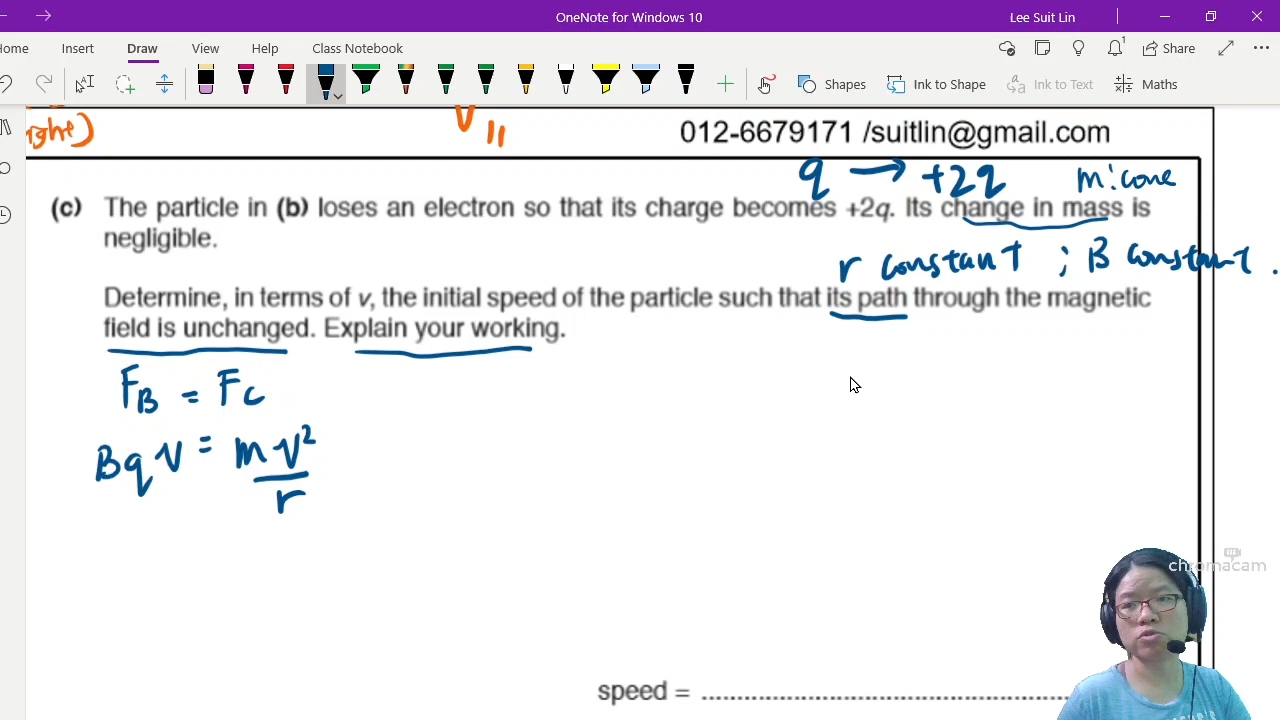 OneNote for Windows 10
Lee Suit Lin
Home Insert Draw View Help Class Notebook
1 Share
Shapes Ink to Shape Ink to Text Maths
V॥
012-6679171 /suitlin@gmail.com
q → +2q m: cons
(c) The particle in (b) loses an electron so that its charge becomes +2q. Its change in mass is
negligible.
r constant ; B constant.
Determine, in terms of v, the initial speed of the particle such that its path through the magnetic
field is unchanged. Explain your working.
FB = FC
Bqv = mv²
r
chromacam
speed = ................................................